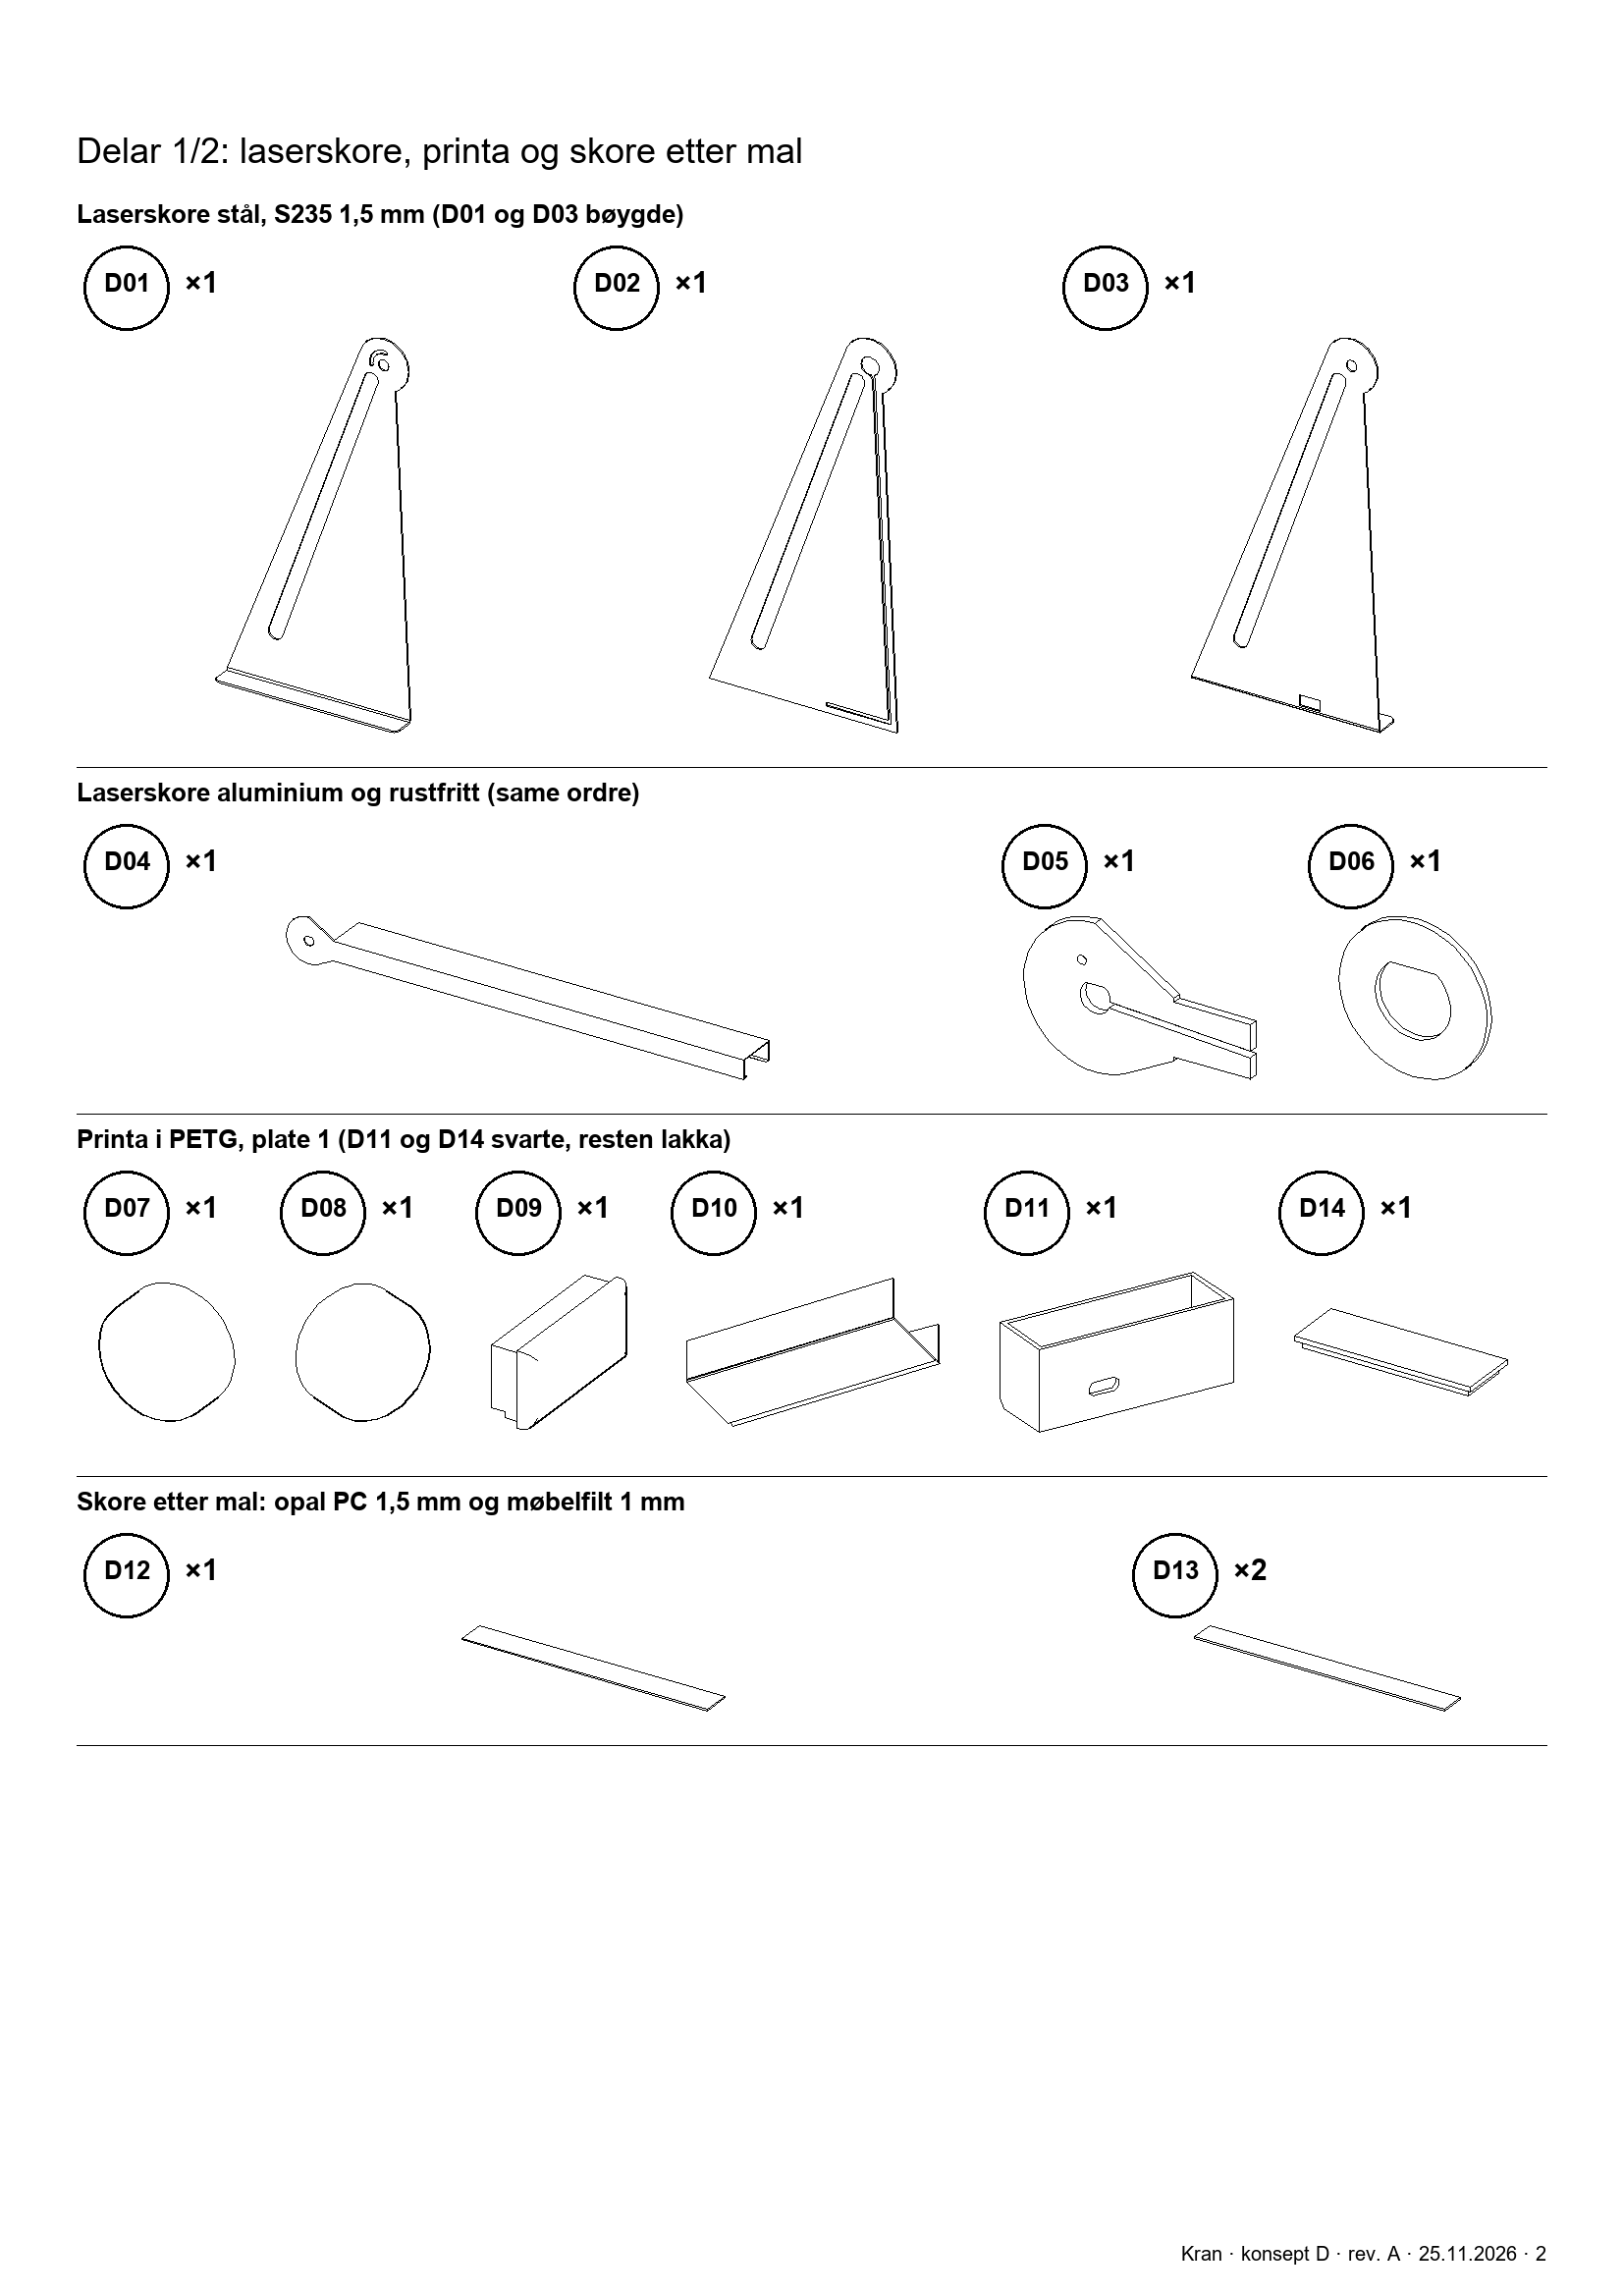 Delar 1/2: laserskore, printa og skore etter mal
Laserskore stål, S235 1,5 mm (D01 og D03 bøygde)
D01 ×1 D02 ×1 D03 ×1
Laserskore aluminium og rustfritt (same ordre)
D04 ×1 D05 ×1 D06 ×1
Printa i PETG, plate 1 (D11 og D14 svarte, resten lakka)
D07 ×1 D08 ×1 D09 ×1 D10 ×1 D11 ×1 D14 ×1
Skore etter mal: opal PC 1,5 mm og møbelfilt 1 mm
D12 ×1 D13 ×2
Kran · konsept D · rev. A · 25.11.2026 · 2